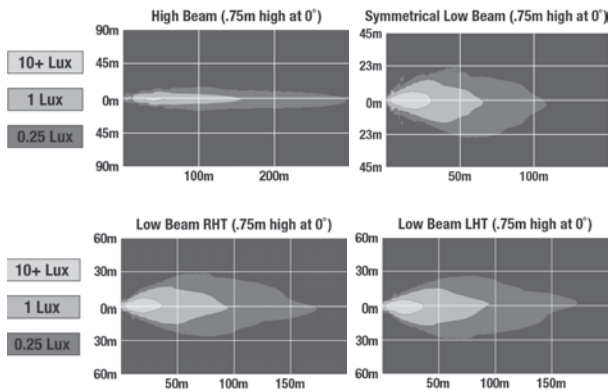 High Beam (.75m high at 0°)
90m
45m
0m
45m
90m
100m 200m
10+ Lux
1 Lux
0.25 Lux
Symmetrical Low Beam (.75m high at 0°)
45m
23m
0m
23m
45m
50m 100m
Low Beam RHT (.75m high at 0°)
60m
30m
0m
30m
60m
50m 100m 150m
10+ Lux
1 Lux
0.25 Lux
Low Beam LHT (.75m high at 0°)
60m
30m
0m
30m
60m
50m 100m 150m